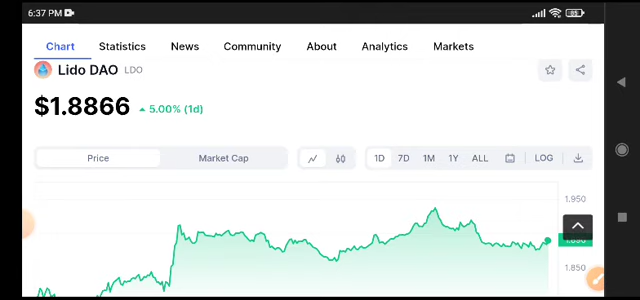 6:37 PM
Chart Statistics News Community About Analytics Markets
Lido DAO LDO
$1.8866 5.00% (1d)
Price Market Cap 1D 7D 1M 1Y ALL LOG
1.950
1.850